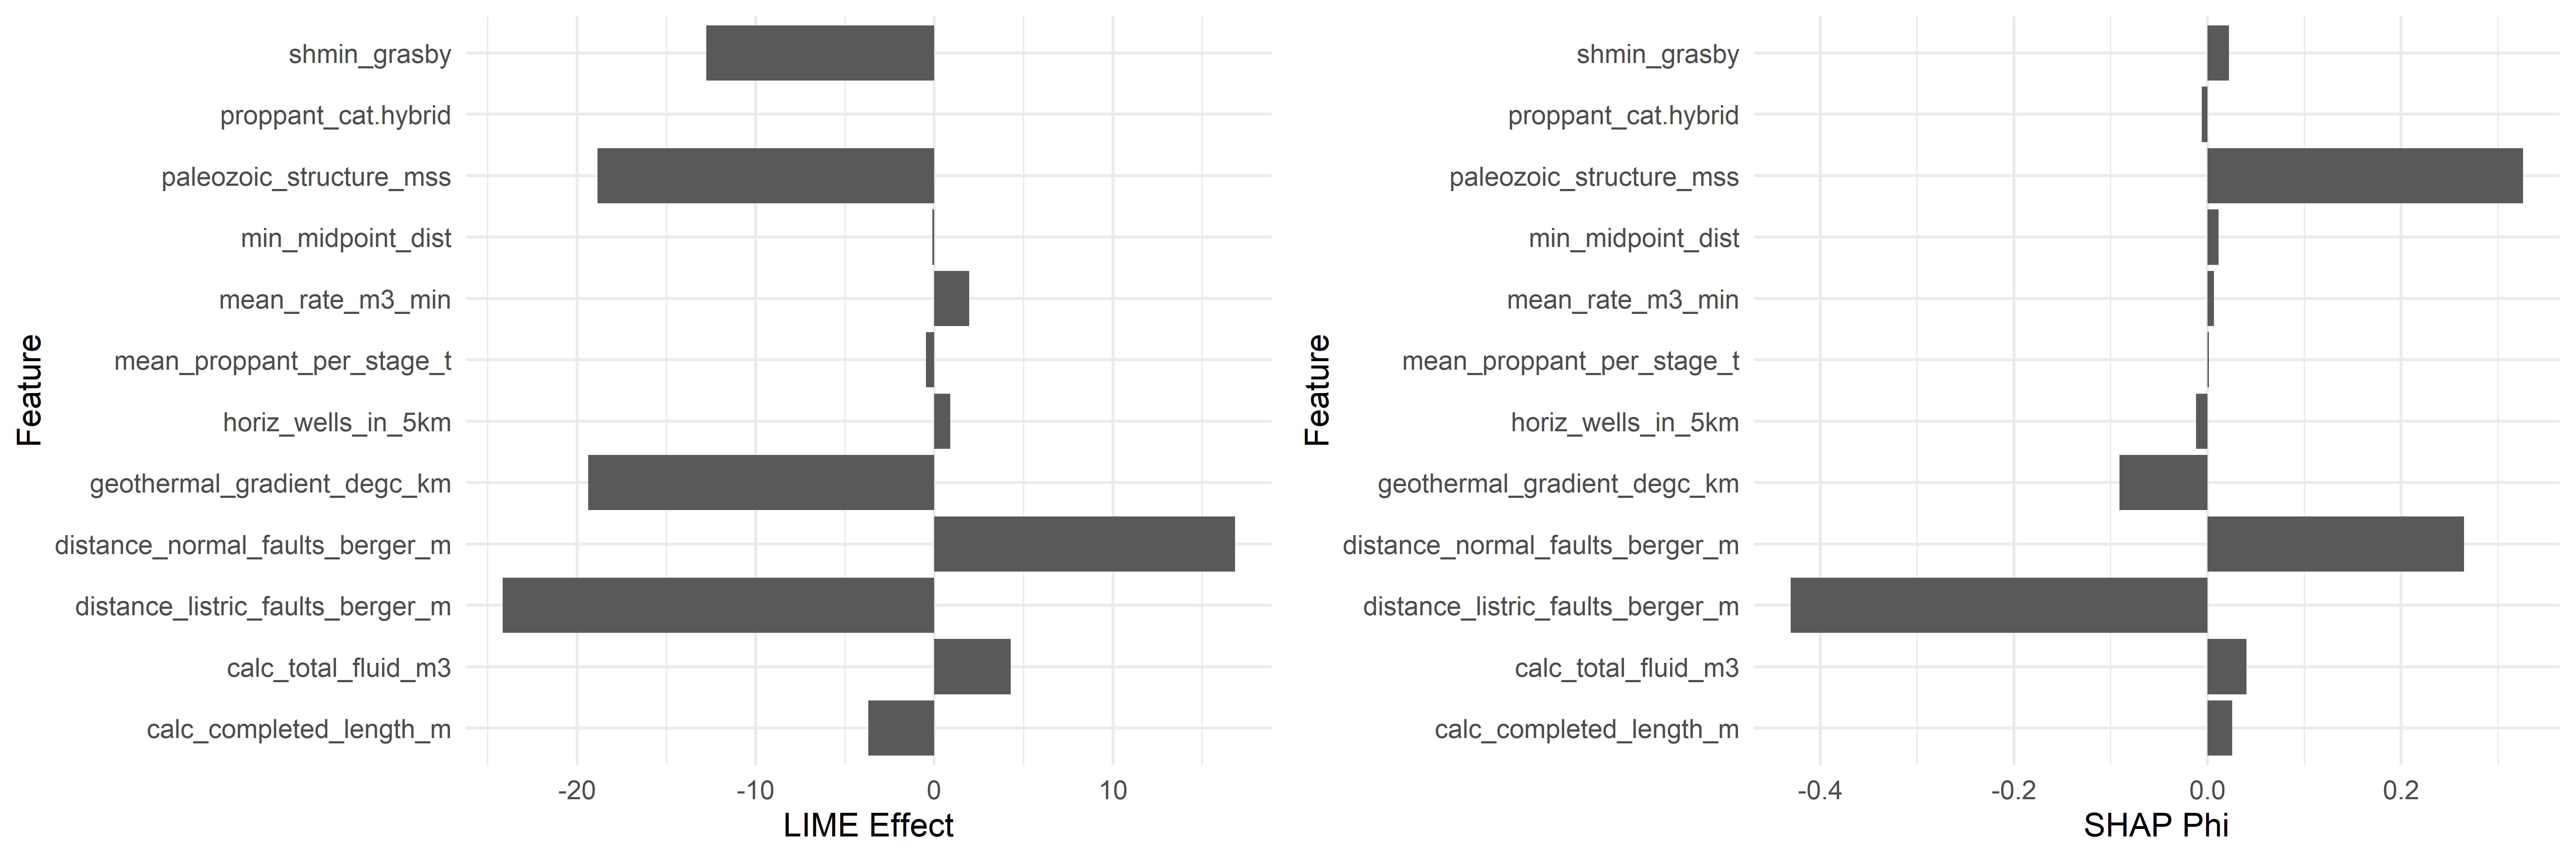 Feature
shmin_grasby
proppant_cat.hybrid
paleozoic_structure_mss
min_midpoint_dist
mean_rate_m3_min
mean_proppant_per_stage_t
horiz_wells_in_5km
geothermal_gradient_degc_km
distance_normal_faults_berger_m
distance_listric_faults_berger_m
calc_total_fluid_m3
calc_completed_length_m
-20 -10 0 10
LIME Effect
Feature
shmin_grasby
proppant_cat.hybrid
paleozoic_structure_mss
min_midpoint_dist
mean_rate_m3_min
mean_proppant_per_stage_t
horiz_wells_in_5km
geothermal_gradient_degc_km
distance_normal_faults_berger_m
distance_listric_faults_berger_m
calc_total_fluid_m3
calc_completed_length_m
-0.4 -0.2 0.0 0.2
SHAP Phi